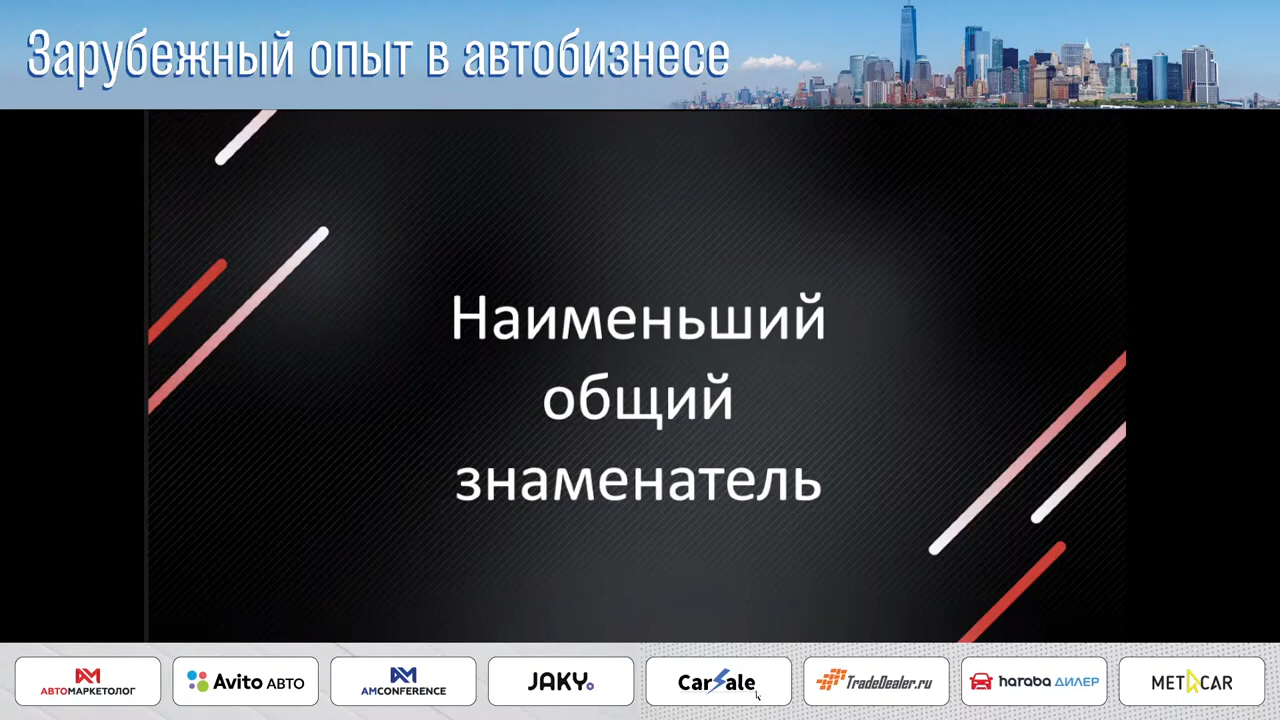 Зарубежный опыт в автобизнесе
Наименьший
общий
знаменатель
АВТОМАРКЕТОЛОГ
Avito АВТО
AMCONFERENCE
JAKY
CarSale
TradeDealer.ru
haraba ДИЛЕР
METACAR